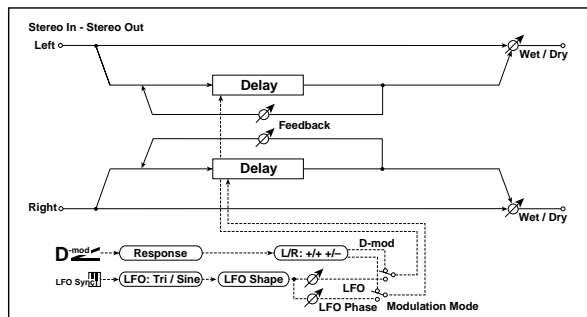 Stereo In - Stereo Out
Left
Wet / Dry
Delay
Feedback
Delay
Right
Wet / Dry
D-mod
D-mod
Response
L/R: +/+ +/–
LFO Sync
LFO: Tri / Sine
LFO Shape
LFO
LFO Phase
Modulation Mode